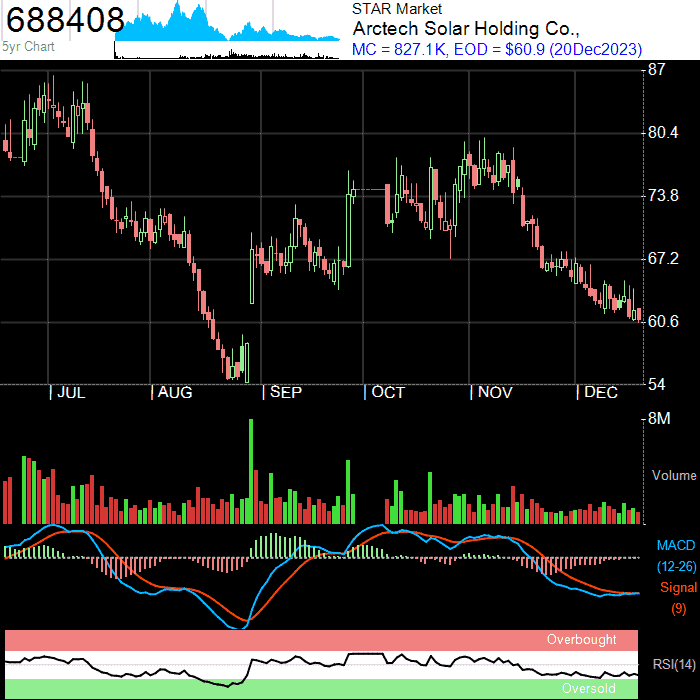 688408
5yr Chart
STAR Market
Arctech Solar Holding Co.,
MC = 827.1K, EOD = $60.9 (20Dec2023)
87
80.4
73.8
67.2
60.6
54
| JUL | AUG | SEP | OCT | NOV | DEC
8M
Volume
MACD
(12-26)
Signal
(9)
Overbought
RSI(14)
Oversold